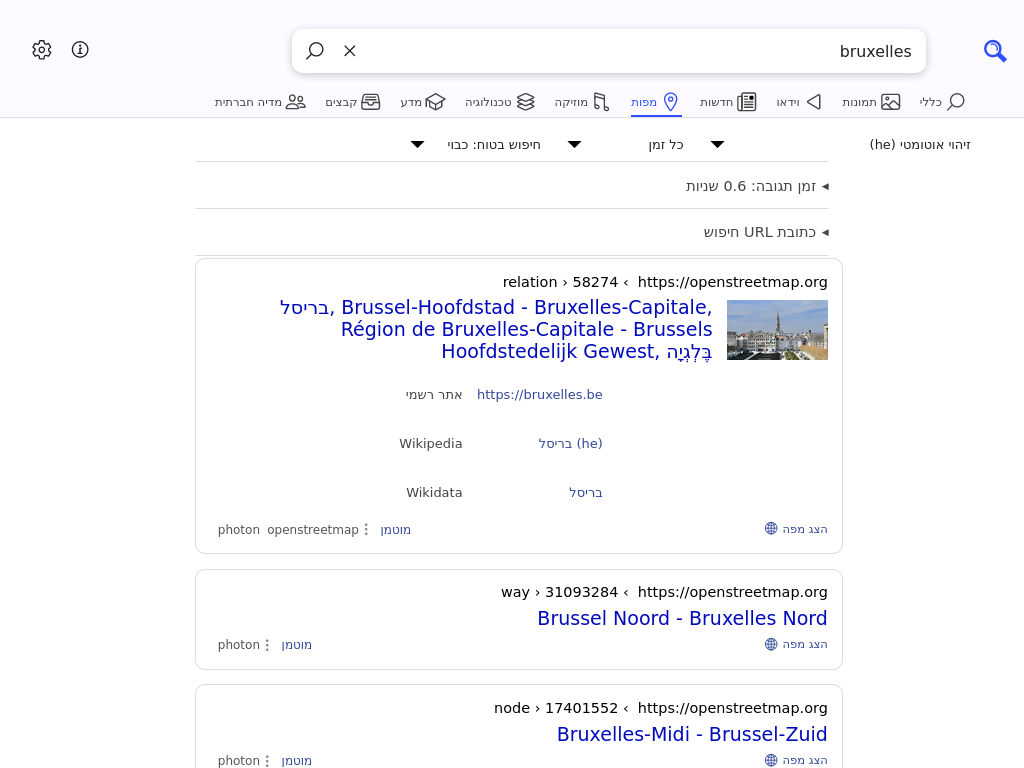 bruxelles
כללי
תמונות
וידאו
חדשות
מפות
מוזיקה
טכנולוגיה
מדע
קבצים
מדיה חברתית
זיהוי אוטומטי (he)
כל זמן
חיפוש בטוח: כבוי
זמן תגובה: 0.6 שניות
כתובת URL חיפוש
https://openstreetmap.org › relation › 58274
בריסל, Brussel-Hoofdstad - Bruxelles-Capitale,
Région de Bruxelles-Capitale - Brussels
Hoofdstedelijk Gewest, בֶּלְגְיָה
אתר רשמי https://bruxelles.be
Wikipedia בריסל (he)
Wikidata בריסל
הצג מפה
photon openstreetmap מוטמן
https://openstreetmap.org › way › 31093284
Brussel Noord - Bruxelles Nord
הצג מפה
photon מוטמן
https://openstreetmap.org › node › 17401552
Bruxelles-Midi - Brussel-Zuid
הצג מפה
photon מוטמן